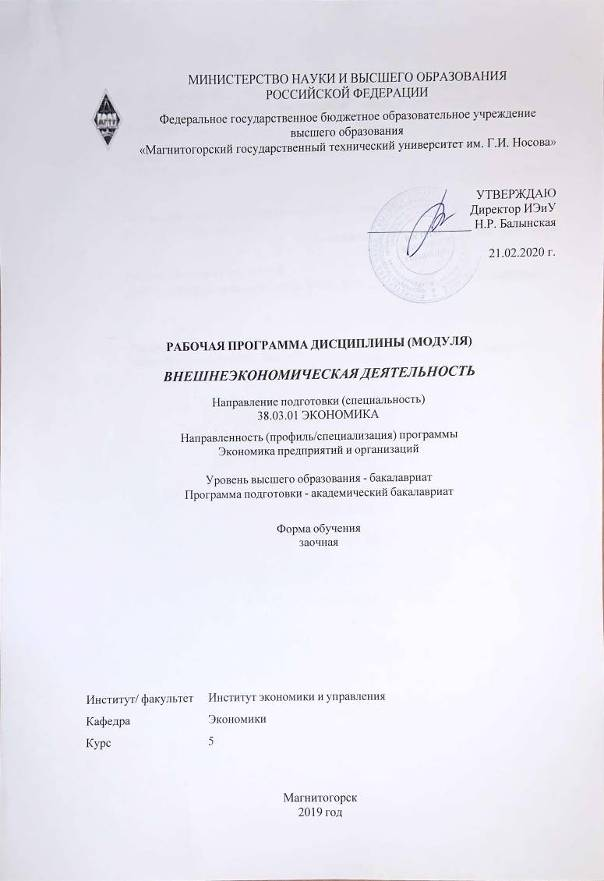 МИНИСТЕРСТВО НАУКИ И ВЫСШЕГО ОБРАЗОВАНИЯ
РОССИЙСКОЙ ФЕДЕРАЦИИ
Федеральное государственное бюджетное образовательное учреждение
высшего образования
«Магнитогорский государственный технический университет им. Г.И. Носова»
УТВЕРЖДАЮ
Директор ИЭиУ
Н.Р. Балынская
21.02.2020 г.
РАБОЧАЯ ПРОГРАММА ДИСЦИПЛИНЫ (МОДУЛЯ)
ВНЕШНЕЭКОНОМИЧЕСКАЯ ДЕЯТЕЛЬНОСТЬ
Направление подготовки (специальность)
38.03.01 ЭКОНОМИКА
Направленность (профиль/специализация) программы
Экономика предприятий и организаций
Уровень высшего образования - бакалавриат
Программа подготовки - академический бакалавриат
Форма обучения
заочная
Институт/ факультет Институт экономики и управления
Кафедра Экономики
Курс 5
Магнитогорск
2019 год